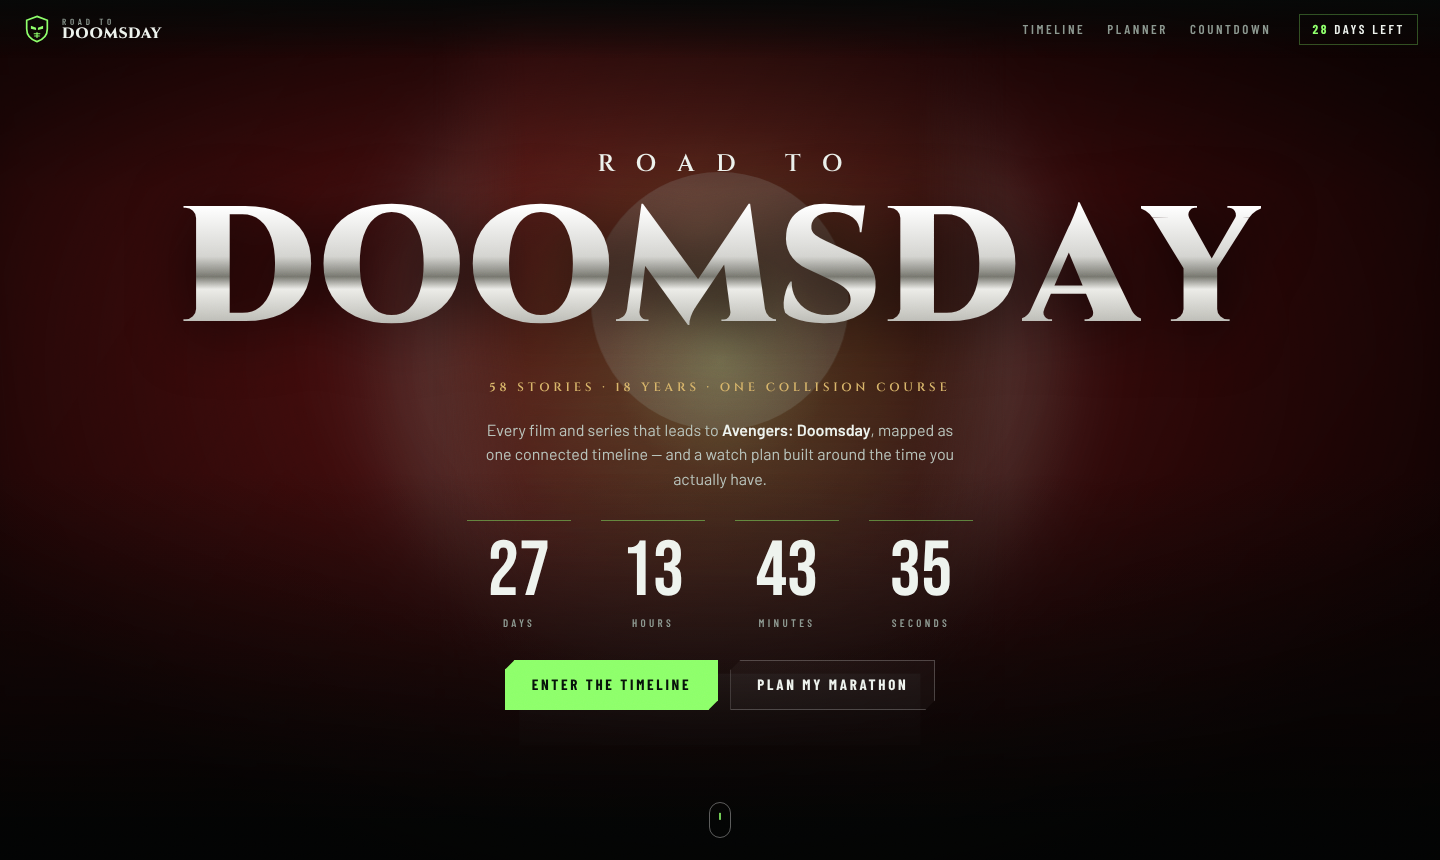 ROAD TO
DOOMSDAY
TIMELINE
PLANNER
COUNTDOWN
28 DAYS LEFT
ROAD TO
DOOMSDAY
58 STORIES · 18 YEARS · ONE COLLISION COURSE
Every film and series that leads to Avengers: Doomsday, mapped as
one connected timeline — and a watch plan built around the time you
actually have.
27 13 43 35
DAYS HOURS MINUTES SECONDS
ENTER THE TIMELINE
PLAN MY MARATHON